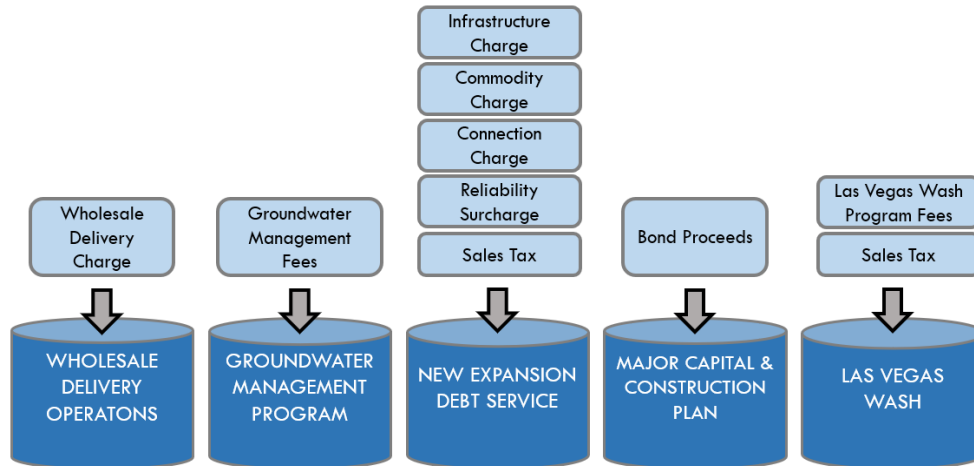 Infrastructure
Charge
Commodity
Charge
Connection
Charge
Reliability
Surcharge
Sales Tax
Wholesale
Delivery
Charge
Groundwater
Management
Fees
Bond Proceeds
Las Vegas Wash
Program Fees
Sales Tax
WHOLESALE
DELIVERY
OPERATONS
GROUNDWATER
MANAGEMENT
PROGRAM
NEW EXPANSION
DEBT SERVICE
MAJOR CAPITAL &
CONSTRUCTION
PLAN
LAS VEGAS
WASH